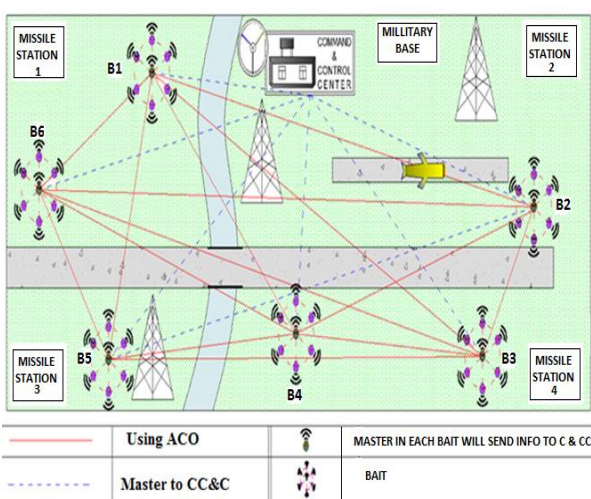 MISSILE
STATION
1
B1
COMMAND
&
CONTROL
CENTER
MILLITARY
BASE
MISSILE
STATION
2
B6
B2
MISSILE
STATION
3
B5
B4
B3
MISSILE
STATION
4
Using ACO
MASTER IN EACH BAIT WILL SEND INFO TO C & CC
Master to CC&C
BAIT